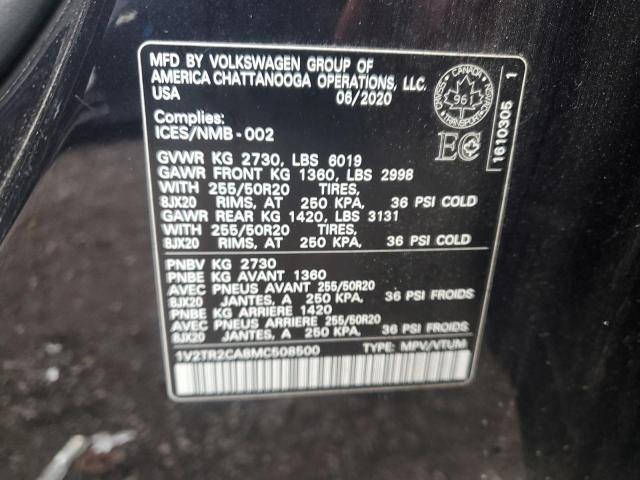 MFD BY VOLKSWAGEN GROUP OF
AMERICA CHATTANOOGA OPERATIONS, LLC.
USA 06/2020
Complies:
ICES/NMB-002
CANADA
961
TRANSPORT
EC
1610305 1
GVWR KG 2730, LBS 6019
GAWR FRONT KG 1360, LBS 2998
WITH 255/50R20 TIRES,
8JX20 RIMS, AT 250 KPA, 36 PSI COLD
GAWR REAR KG 1420, LBS 3131
WITH 255/50R20 TIRES,
8JX20 RIMS, AT 250 KPA, 36 PSI COLD
PNBV KG 2730
PNBE KG AVANT 1360
AVEC PNEUS AVANT 255/50R20
8JX20 JANTES, A 250 KPA, 36 PSI FROIDS
PNBE KG ARRIERE 1420
AVEC PNEUS ARRIERE 255/50R20
8JX20 JANTES, A 250 KPA, 36 PSI FROIDS
1V2TR2CA8MC508500 TYPE: MPV/VTUM